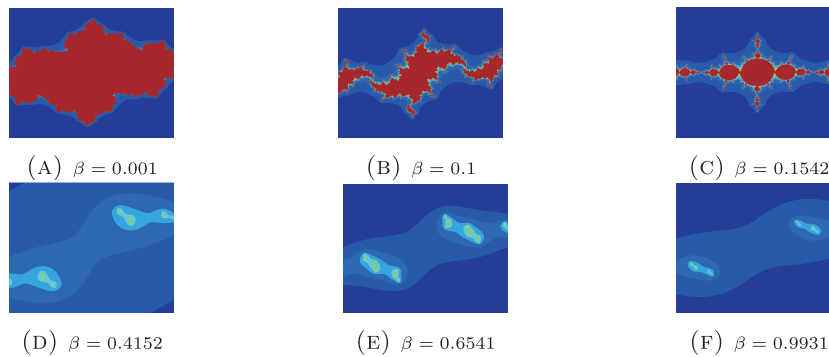 (A) β = 0.001
(B) β = 0.1
(C) β = 0.1542
(D) β = 0.4152
(E) β = 0.6541
(F) β = 0.9931